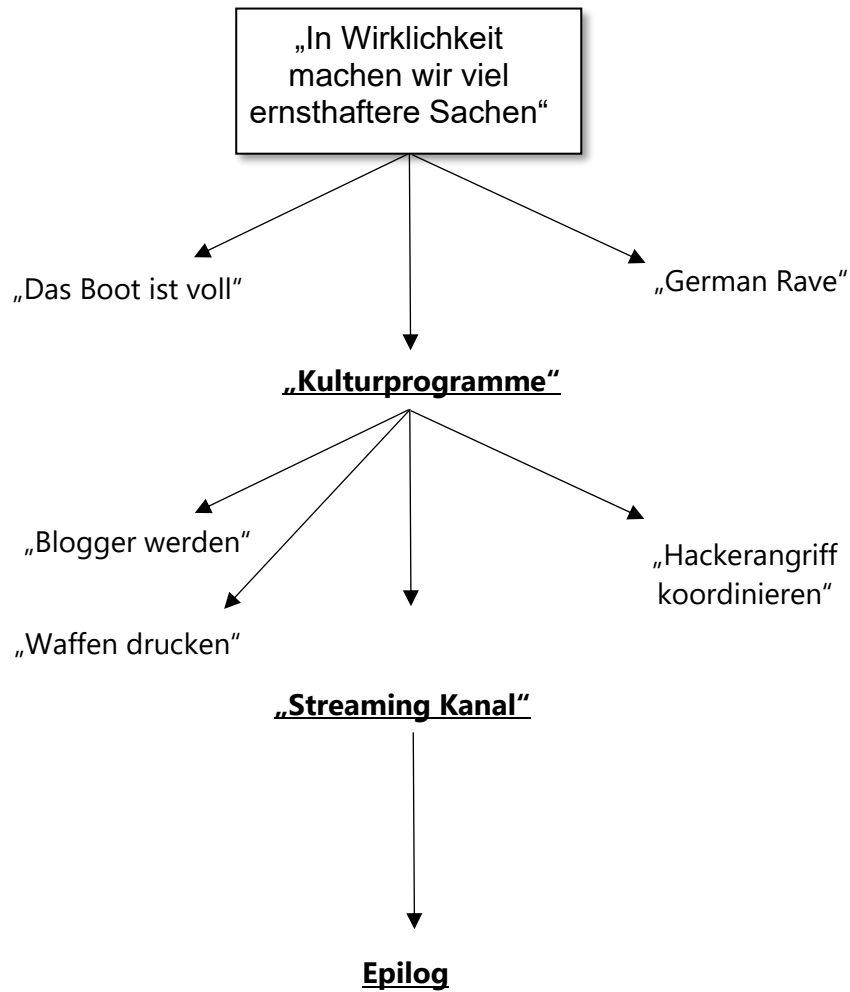 „In Wirklichkeit
machen wir viel
ernsthaftere Sachen“
„Das Boot ist voll“
„German Rave“
„Kulturprogramme“
„Blogger werden“
„Hackerangriff
koordinieren“
„Waffen drucken“
„Streaming Kanal“
Epilog